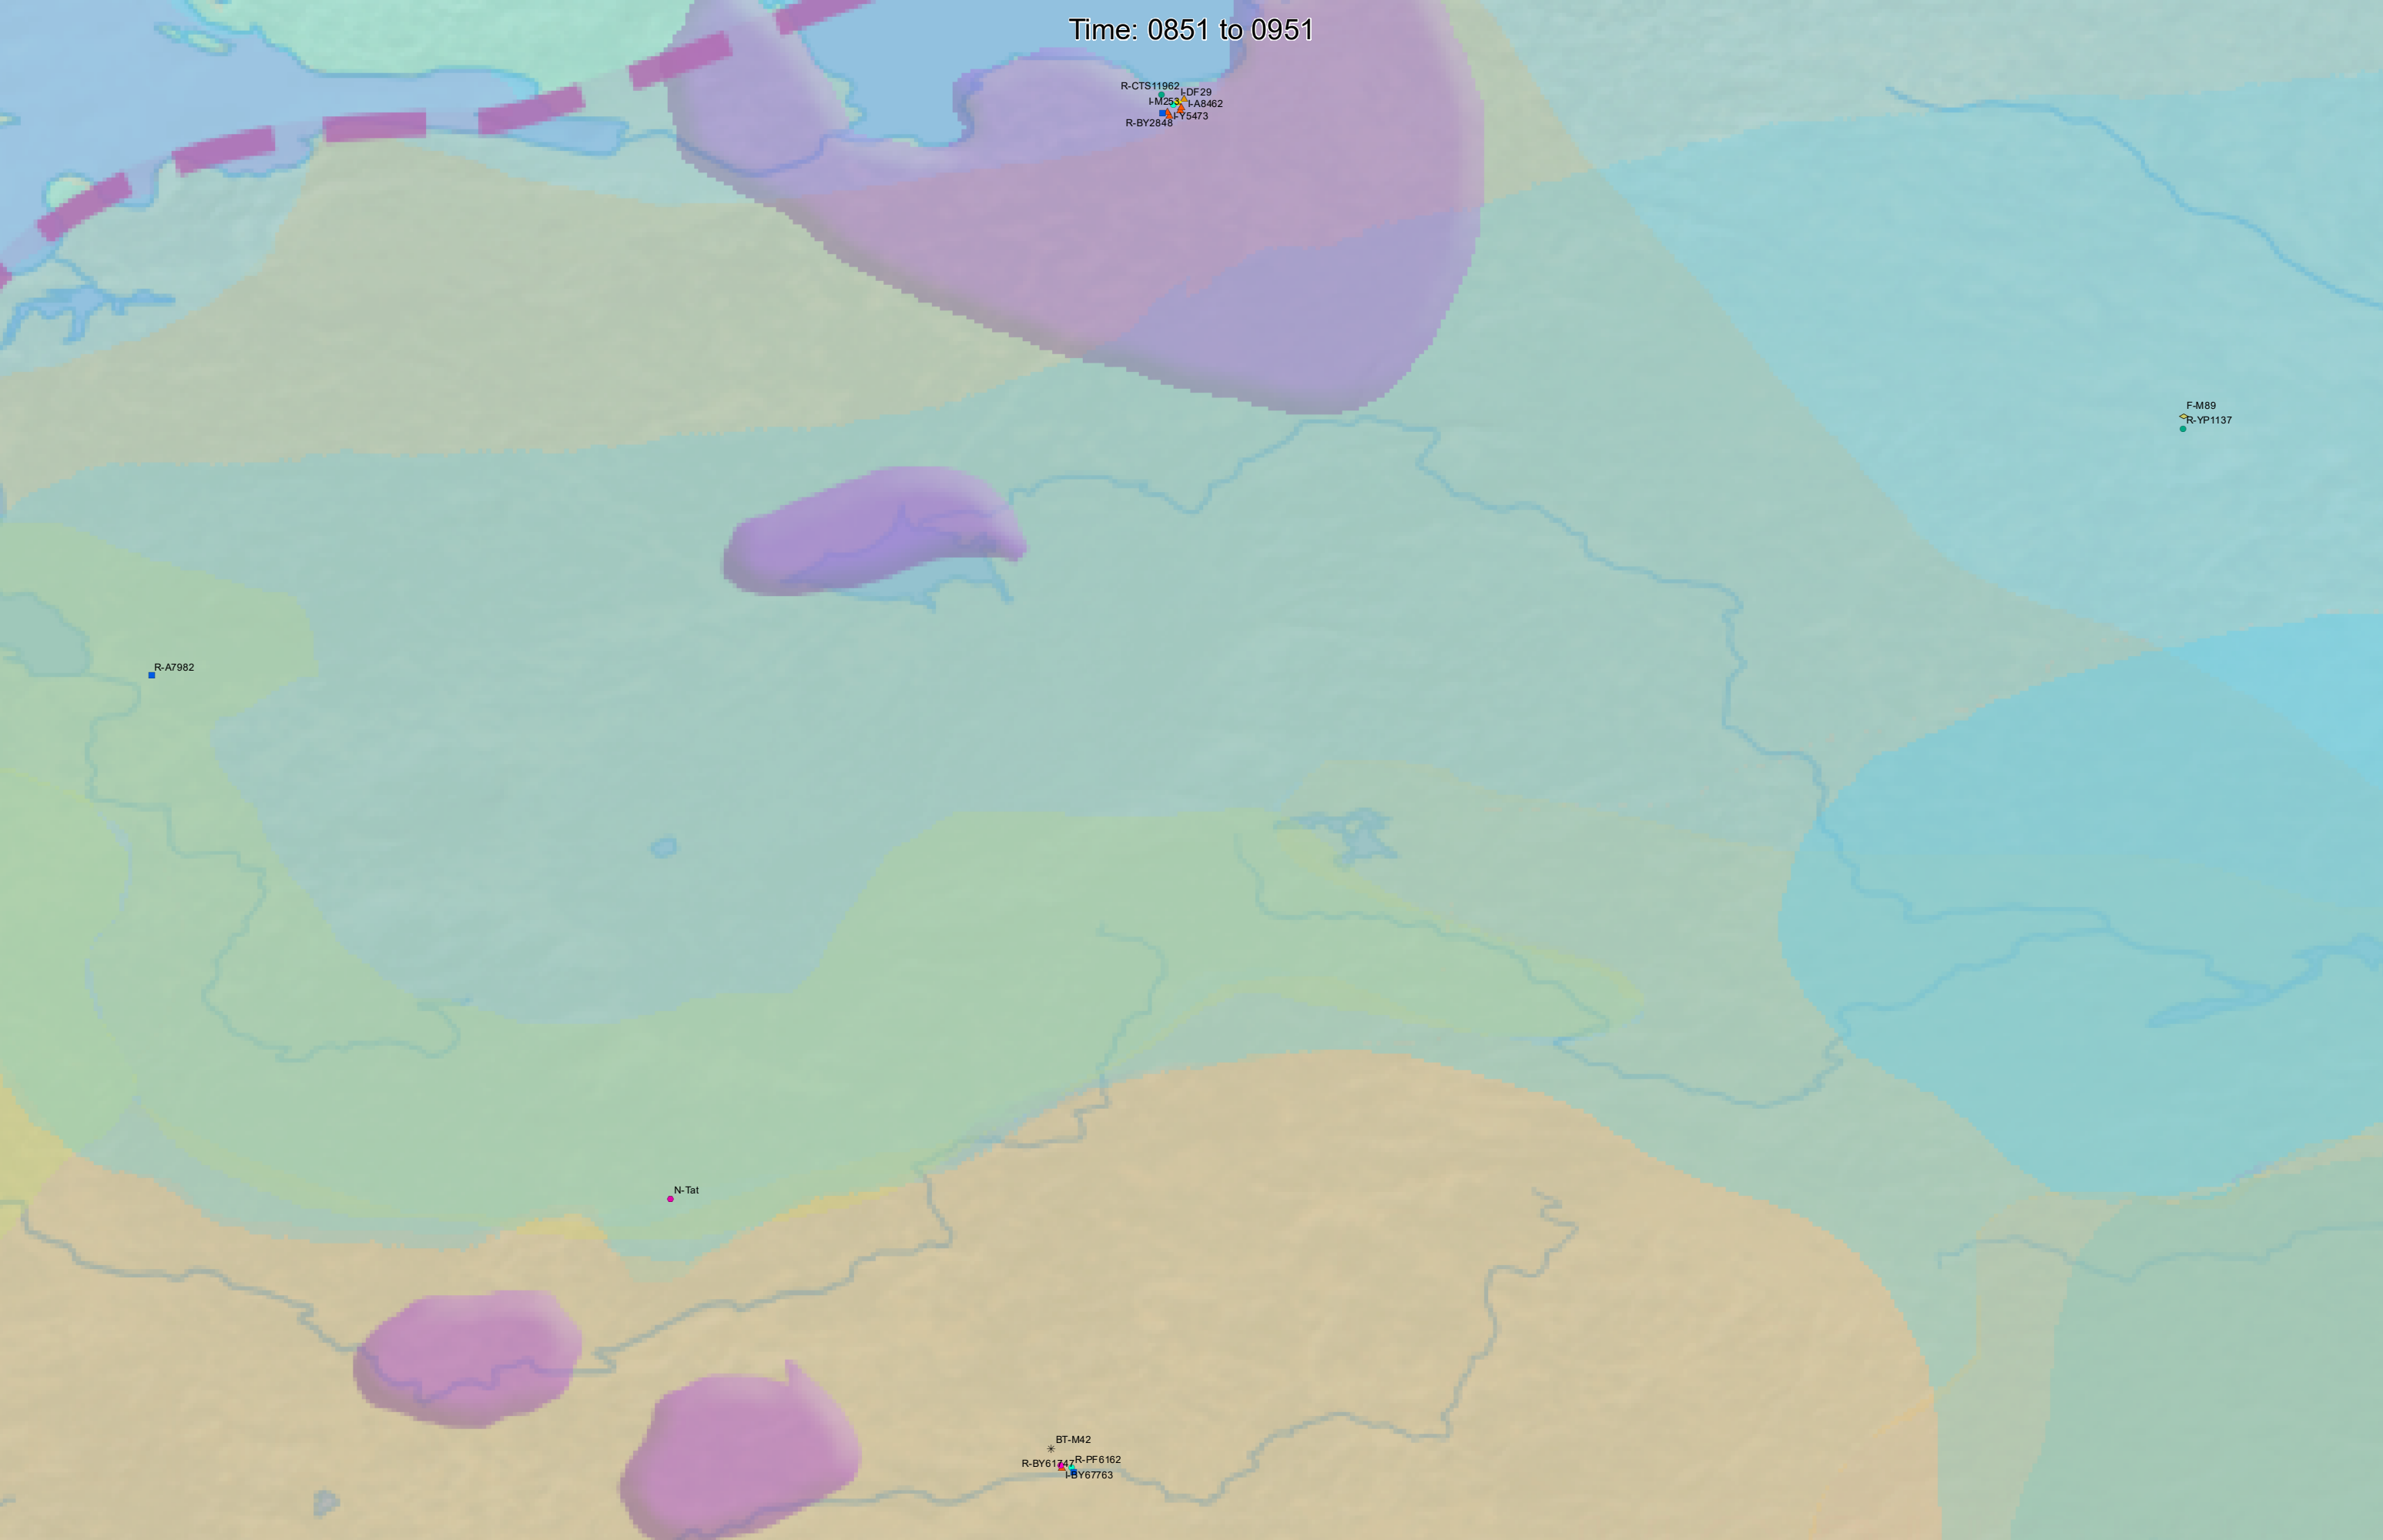 Time: 0851 to 0951
R-CTS11962
I-DF29
I-M253
I-A8462
I-Y5473
R-BY2848
F-M89
R-YP1137
R-A7982
N-Tat
BT-M42
R-PF6162
R-BY61747
I-BY67763